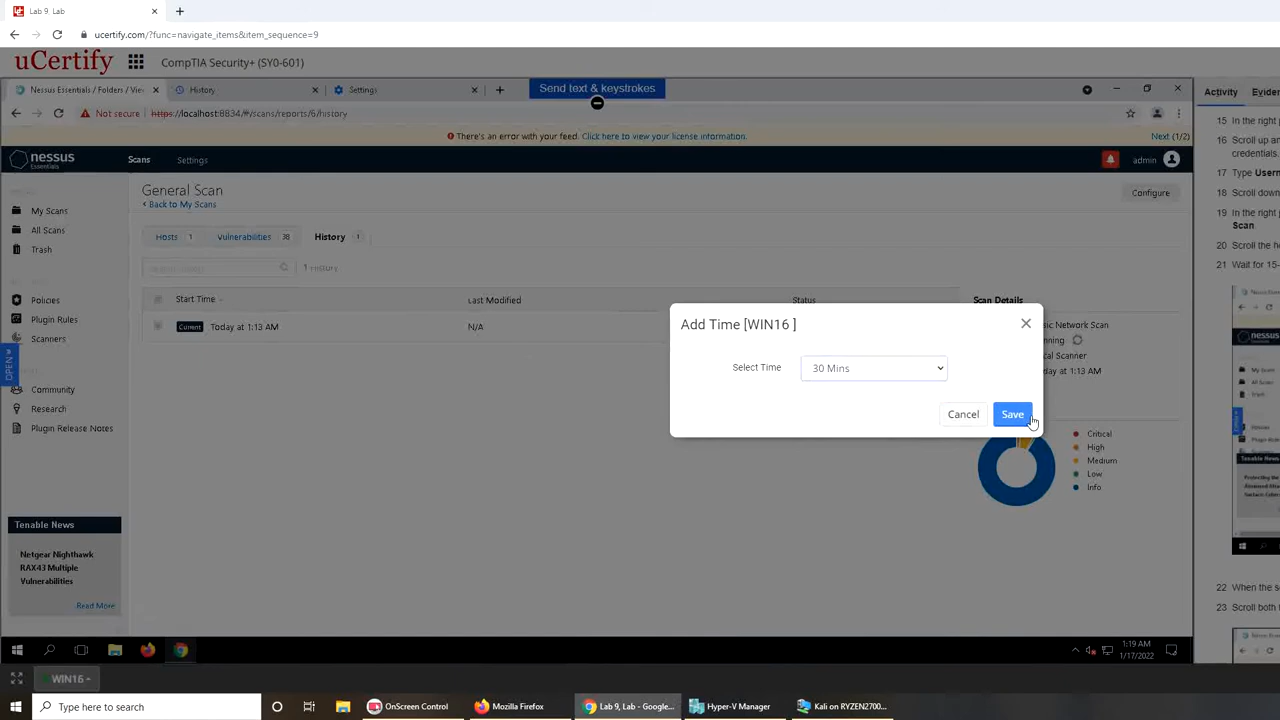 Lab 9, Lab
ucertify.com/?func=navigate_items&item_sequence=9
uCertify
CompTIA Security+ (SY0-601)
Nessus Essentials / Folders / Vie
History
Settings
Send text & keystrokes
Activity
Eviden
Not secure
https://localhost:8834/#/scans/reports/6/history
There's an error with your feed. Click here to view your license information.
Next (1/2)
nessus
Essentials
Scans
Settings
admin
General Scan
Back to My Scans
Configure
My Scans
All Scans
Trash
Policies
Plugin Rules
Scanners
Community
Research
Plugin Release Notes
Hosts 1
Vulnerabilities 38
History 1
1 History
Start Time
Last Modified
Status
Current
Today at 1:13 AM
N/A
Scan Details
sic Network Scan
nning
cal Scanner
day at 1:13 AM
Critical
High
Medium
Low
Info
Add Time [WIN16 ]
Select Time
30 Mins
Cancel
Save
Tenable News
Netgear Nighthawk
RAX43 Multiple
Vulnerabilities
Read More
15 In the right p
16 Scroll up an
credentials.
17 Type Usern
18 Scroll down
19 In the right p
Scan.
20 Scroll the h
21 Wait for 15-
22 When the s
23 Scroll both
1:19 AM
1/17/2022
WIN16
OPEN
Type here to search
OnScreen Control
Mozilla Firefox
Lab 9, Lab - Google...
Hyper-V Manager
Kali on RYZEN2700...